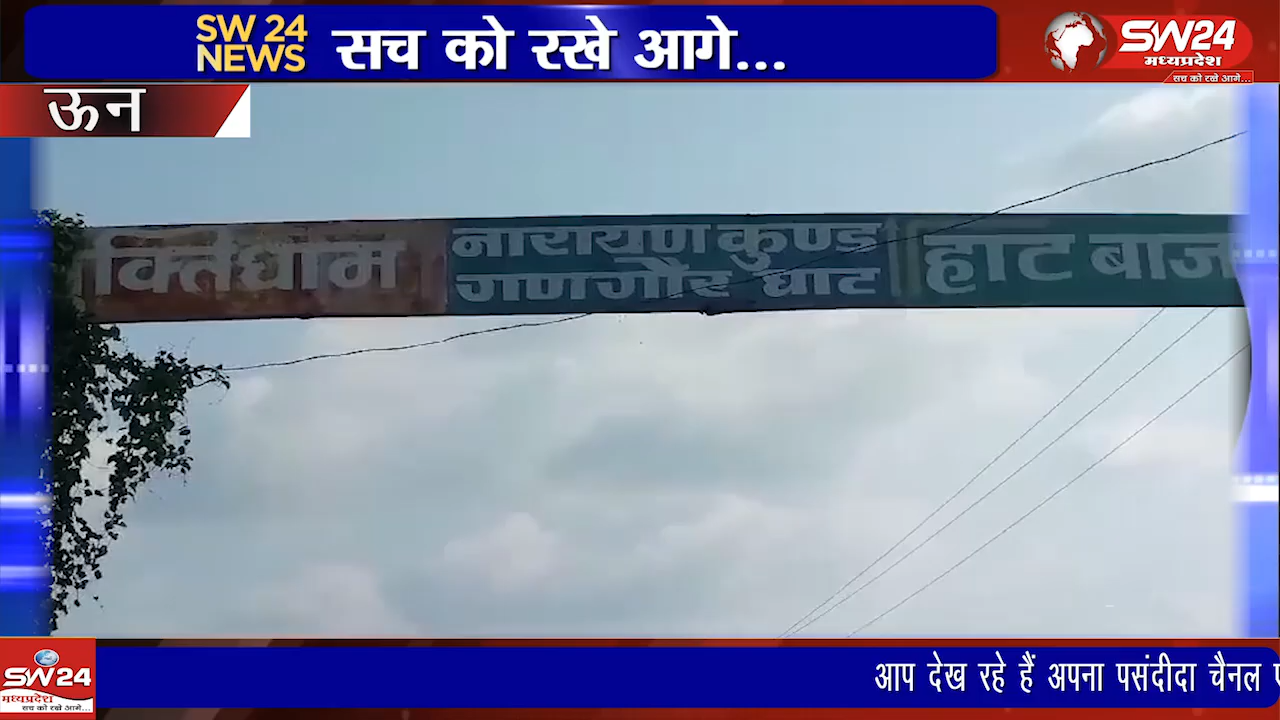 SW 24
NEWS
सच को रखे आगे...
SW24
मध्यप्रदेश
सच को रखे आगे...
ऊन
क्तिधाम
नारायण कुण्ड
गणगौर घाट
हाट बाज
SW24
मध्यप्रदेश
सच को रखे आगे...
आप देख रहे हैं अपना पसंदीदा चैनल